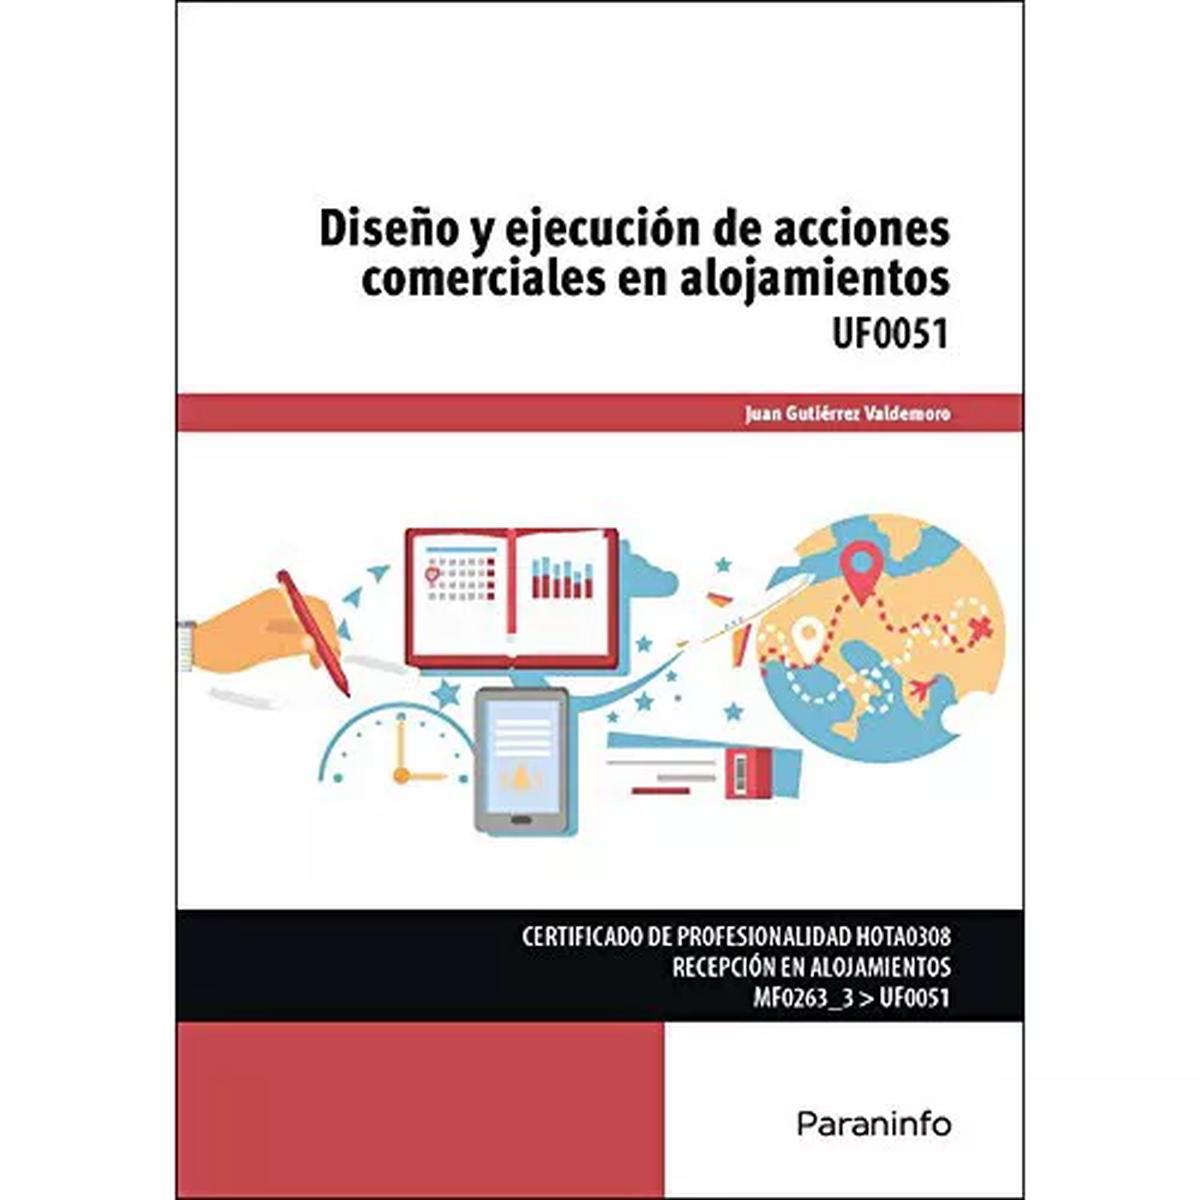 Diseño y ejecución de acciones
comerciales en alojamientos
UF0051
Juan Gutiérrez Valdemoro
CERTIFICADO DE PROFESIONALIDAD HOTA0308
RECEPCIÓN EN ALOJAMIENTOS
MF0263_3 > UF0051
Paraninfo